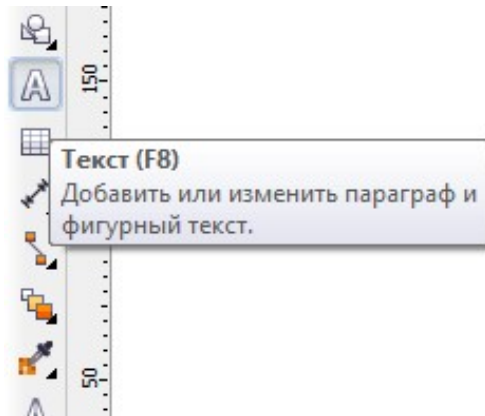 150
Текст (F8)
Добавить или изменить параграф и
фигурный текст.
50